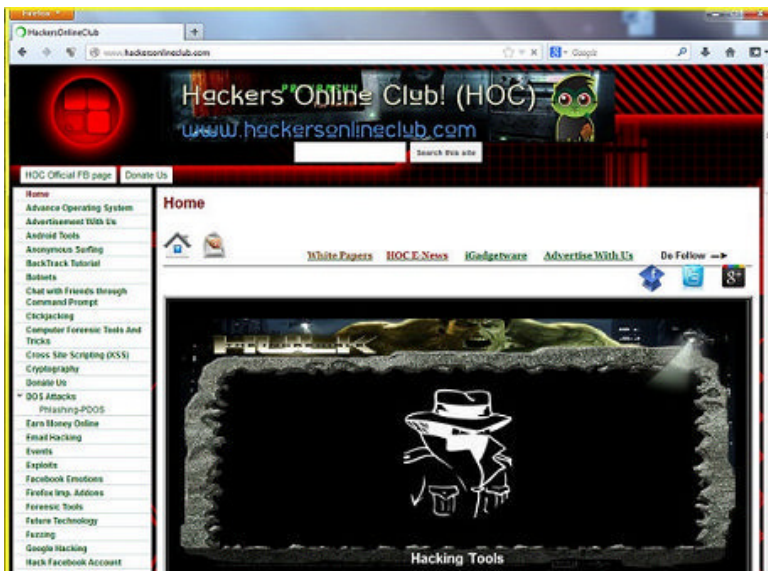 Firefox
HackersOnlineClub
www.hackersonlineclub.com
Google
Hackers Online Club! (HOC)
www.hackersonlineclub.com
Search this site
HOC Official FB page
Donate Us
Home
Advance Operating System
Advertisement With Us
Android Tools
Anonymous Surfing
BackTrack Tutorial
Botnets
Chat with Friends through
Command Prompt
Clickjacking
Computer Forensic Tools And
Tricks
Cross Site Scripting (XSS)
Cryptography
Donate Us
DOS Attacks
Phlashing-PDOS
Earn Money Online
Email Hacking
Events
Exploits
Facebook Emotions
Firefox Imp. Addons
Forensic Tools
Future Technology
Fuzzing
Google Hacking
Hack Facebook Account
Home
White Papers
HOC E-News
iGadgetware
Advertise With Us
Do Follow
Hacking Tools